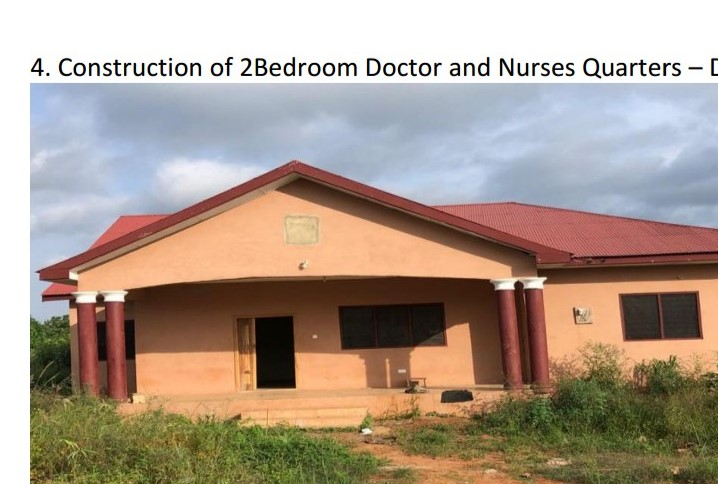 4. Construction of 2Bedroom Doctor and Nurses Quarters –